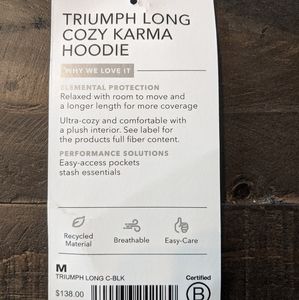 TRIUMPH LONG
COZY KARMA
HOODIE
WHY WE LOVE IT
ELEMENTAL PROTECTION
Relaxed with room to move and
a longer length for more coverage
Ultra-cozy and comfortable with
a plush interior. See label for
the products full fiber content.
PERFORMANCE SOLUTIONS
Easy-access pockets
stash essentials
Recycled
Material
Breathable
Easy-Care
M
TRIUMPH LONG C-BLK
$138.00
Certified
B